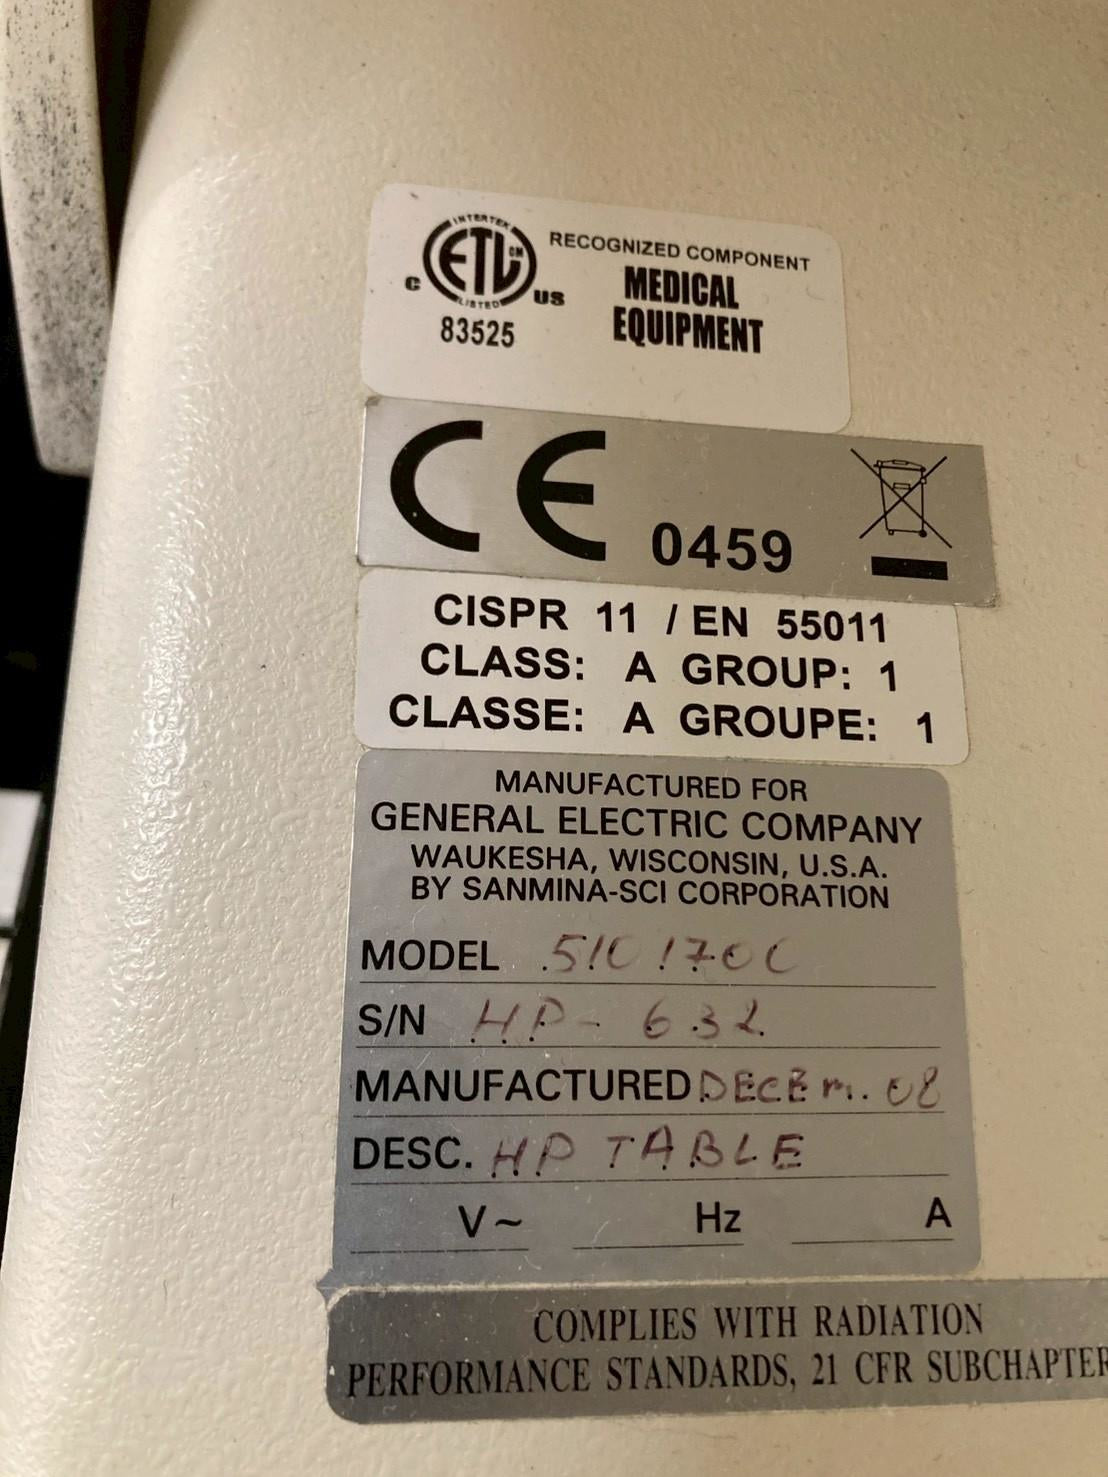 INTERTEK
ETL CM
C LISTED US
83525
RECOGNIZED COMPONENT
MEDICAL
EQUIPMENT
CE 0459
CISPR 11 / EN 55011
CLASS: A GROUP: 1
CLASSE: A GROUPE: 1
MANUFACTURED FOR
GENERAL ELECTRIC COMPANY
WAUKESHA, WISCONSIN, U.S.A.
BY SANMINA-SCI CORPORATION
MODEL
S/N HP- 632
MANUFACTURED DECEM. 08
DESC. HP TABLE
V~ Hz A
COMPLIES WITH RADIATION
PERFORMANCE STANDARDS, 21 CFR SUBCHAPTER